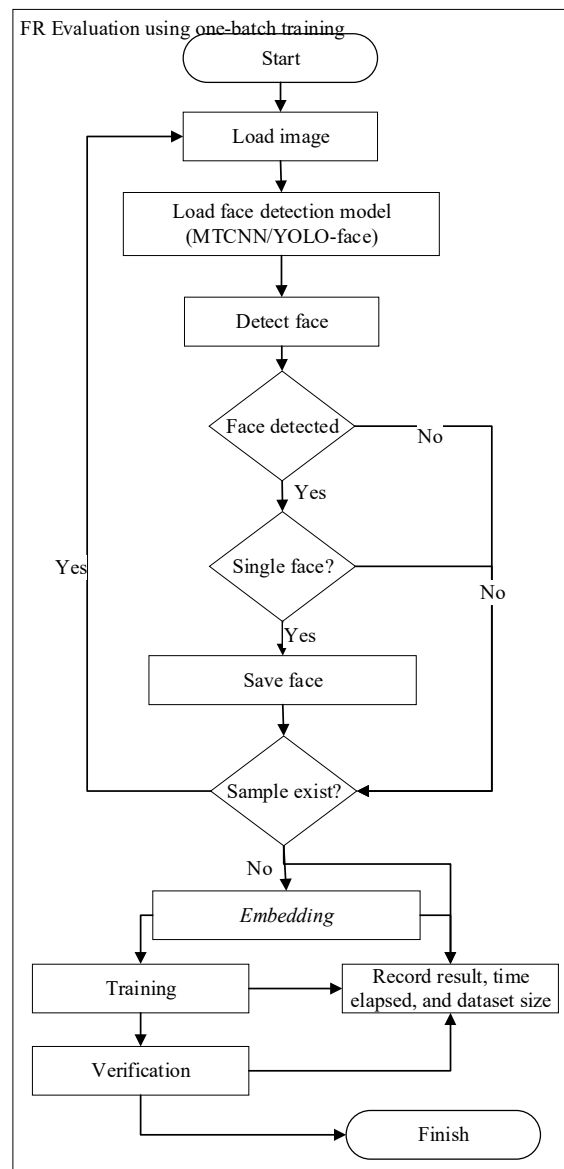 FR Evaluation using one-batch training
Start
Load image
Load face detection model
(MTCNN/YOLO-face)
Detect face
Face detected
No
Yes
Single face?
Yes
No
Yes
Save face
Sample exist?
No
Embedding
Training
Record result, time
elapsed, and dataset size
Verification
Finish